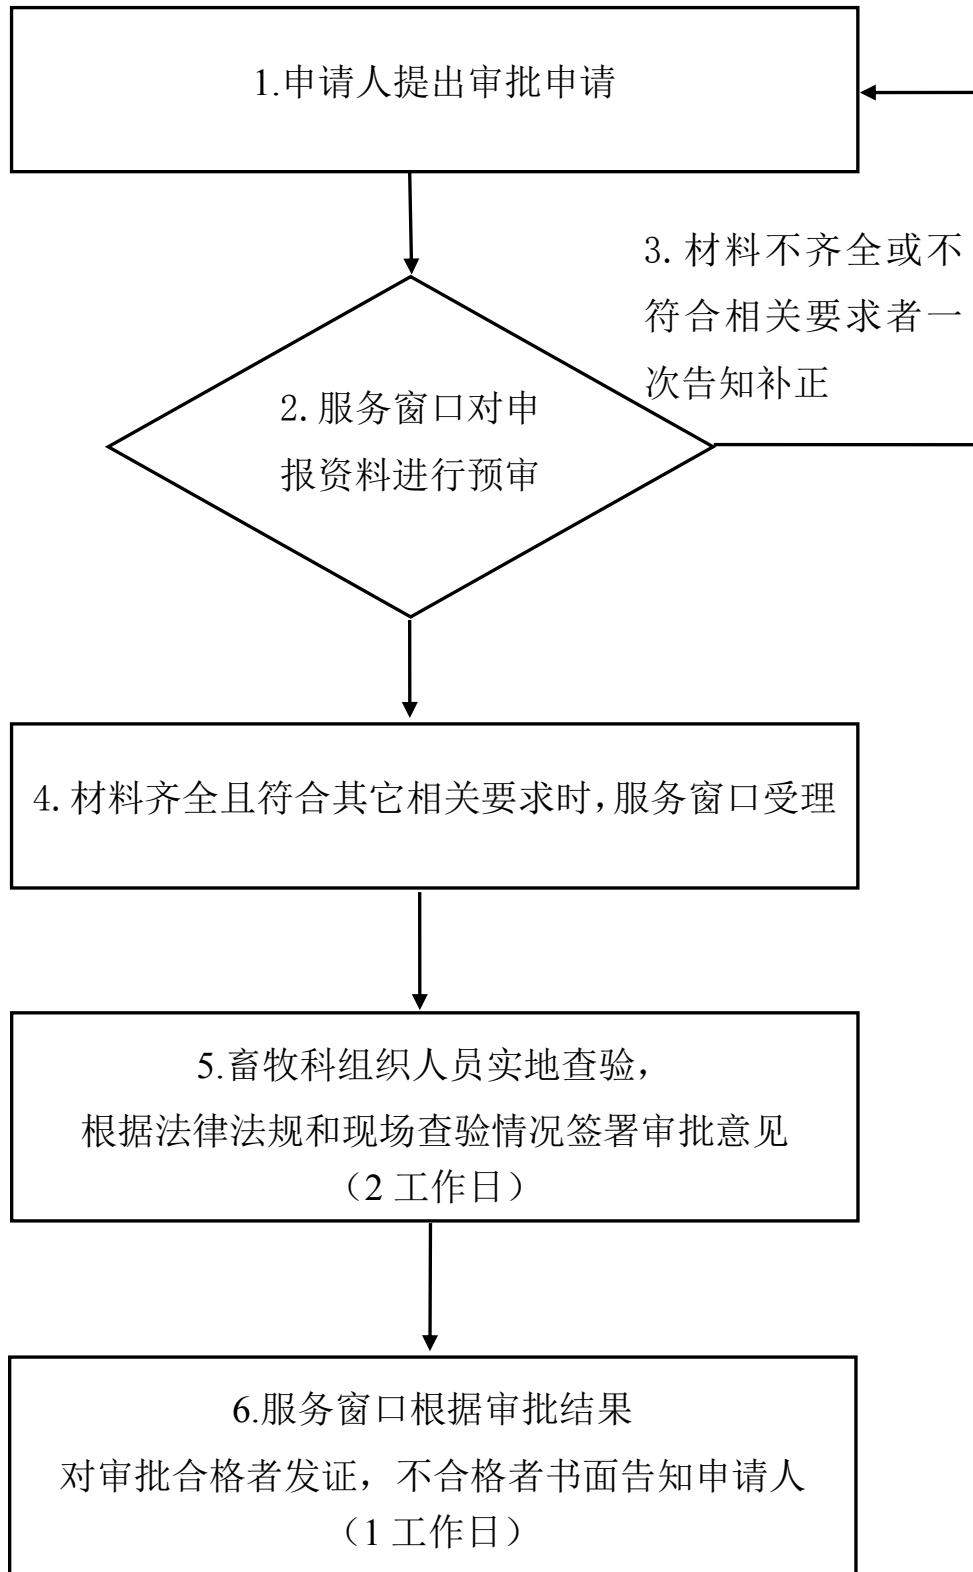 1.申请人提出审批申请
3.材料不齐全或不
符合相关要求者一
次告知补正
2.服务窗口对申
报资料进行预审
4.材料齐全且符合其它相关要求时,服务窗口受理
5.畜牧科组织人员实地查验，
根据法律法规和现场查验情况签署审批意见
（2 工作日）
6.服务窗口根据审批结果
对审批合格者发证，不合格者书面告知申请人
（1 工作日）